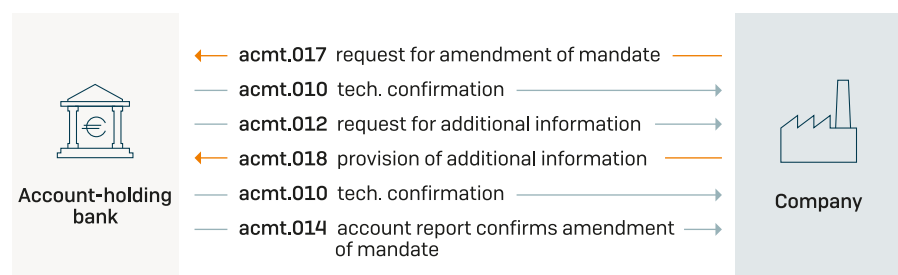 acmt.017 request for amendment of mandate
acmt.010 tech. confirmation
acmt.012 request for additional information
acmt.018 provision of additional information
acmt.010 tech. confirmation
acmt.014 account report confirms amendment
of mandate
€
Account-holding
bank
Company